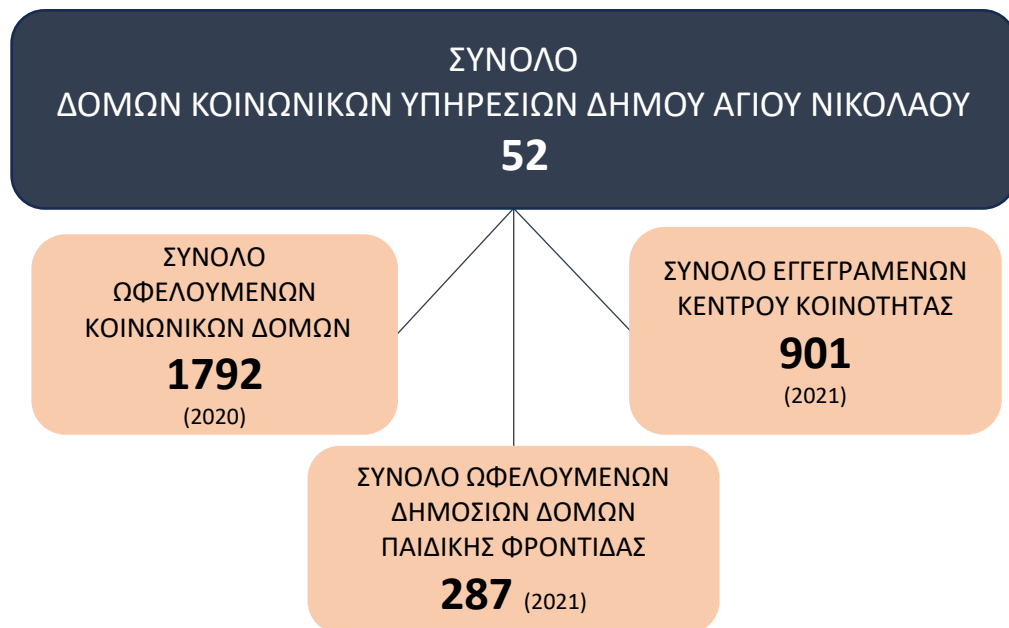 ΣΥΝΟΛΟ
ΔΟΜΩΝ ΚΟΙΝΩΝΙΚΩΝ ΥΠΗΡΕΣΙΩΝ ΔΗΜΟΥ ΑΓΙΟΥ ΝΙΚΟΛΑΟΥ
52
ΣΥΝΟΛΟ
ΩΦΕΛΟΥΜΕΝΩΝ
ΚΟΙΝΩΝΙΚΩΝ ΔΟΜΩΝ
1792
(2020)
ΣΥΝΟΛΟ ΕΓΓΕΓΡΑΜΕΝΩΝ
ΚΕΝΤΡΟΥ ΚΟΙΝΟΤΗΤΑΣ
901
(2021)
ΣΥΝΟΛΟ ΩΦΕΛΟΥΜΕΝΩΝ
ΔΗΜΟΣΙΩΝ ΔΟΜΩΝ
ΠΑΙΔΙΚΗΣ ΦΡΟΝΤΙΔΑΣ
287 (2021)